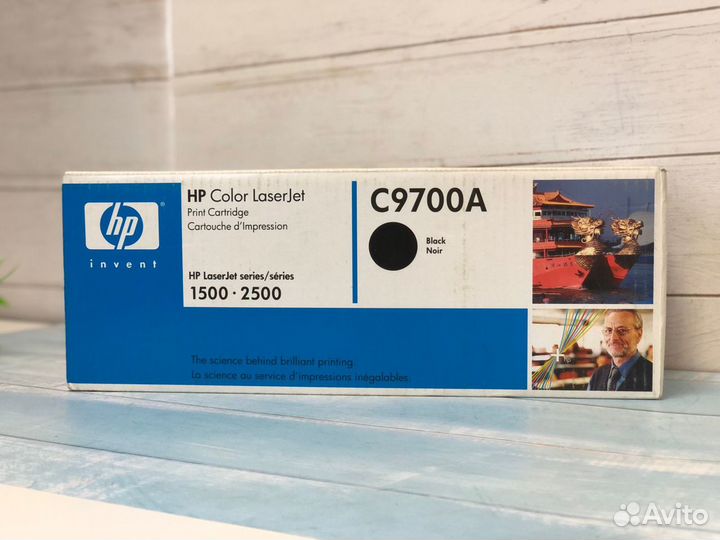 hp
invent
HP Color LaserJet
Print Cartridge
Cartouche d'Impression
HP LaserJet series/séries
1500 · 2500
C9700A
Black
Noir
The science behind brilliant printing.
La science au service d'impressions inégalables.
Avito